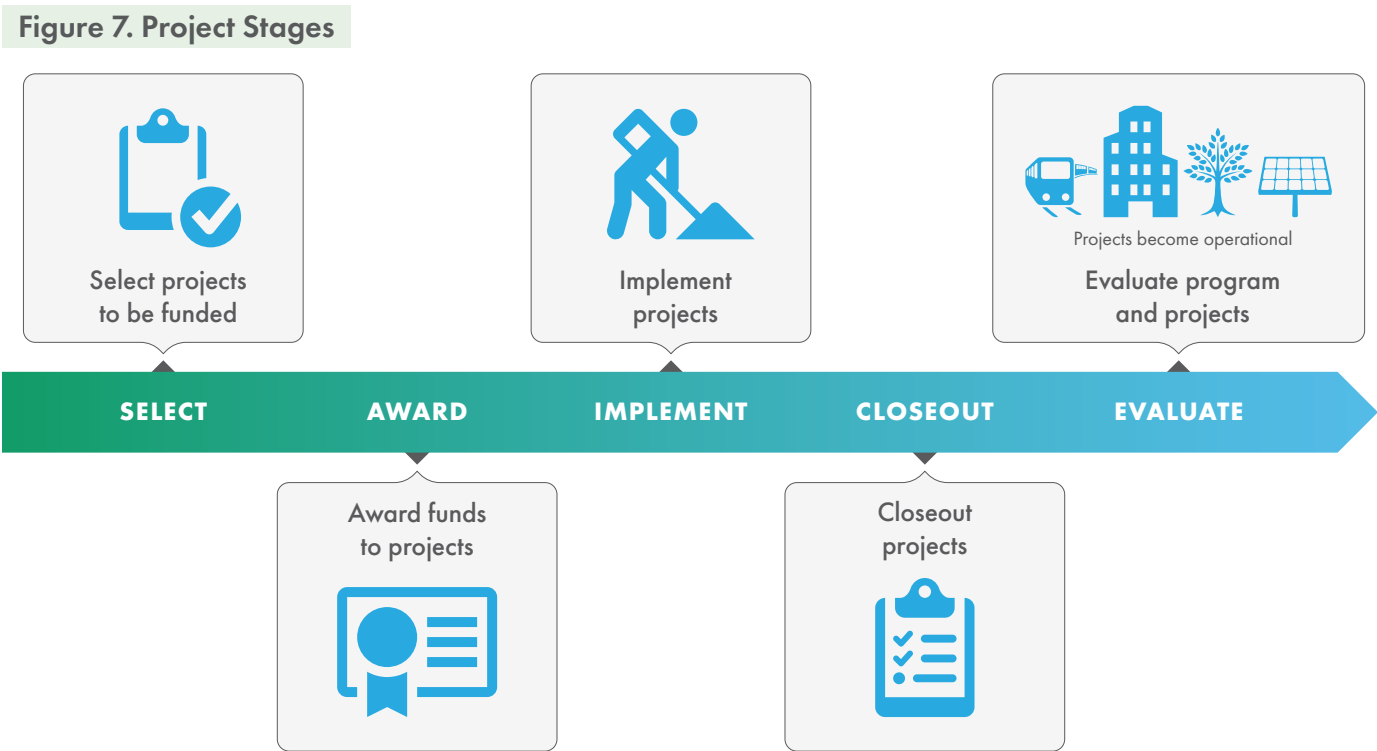 Figure 7. Project Stages
Select projects
to be funded
Implement
projects
Projects become operational
Evaluate program
and projects
SELECT
AWARD
IMPLEMENT
CLOSEOUT
EVALUATE
Award funds
to projects
Closeout
projects